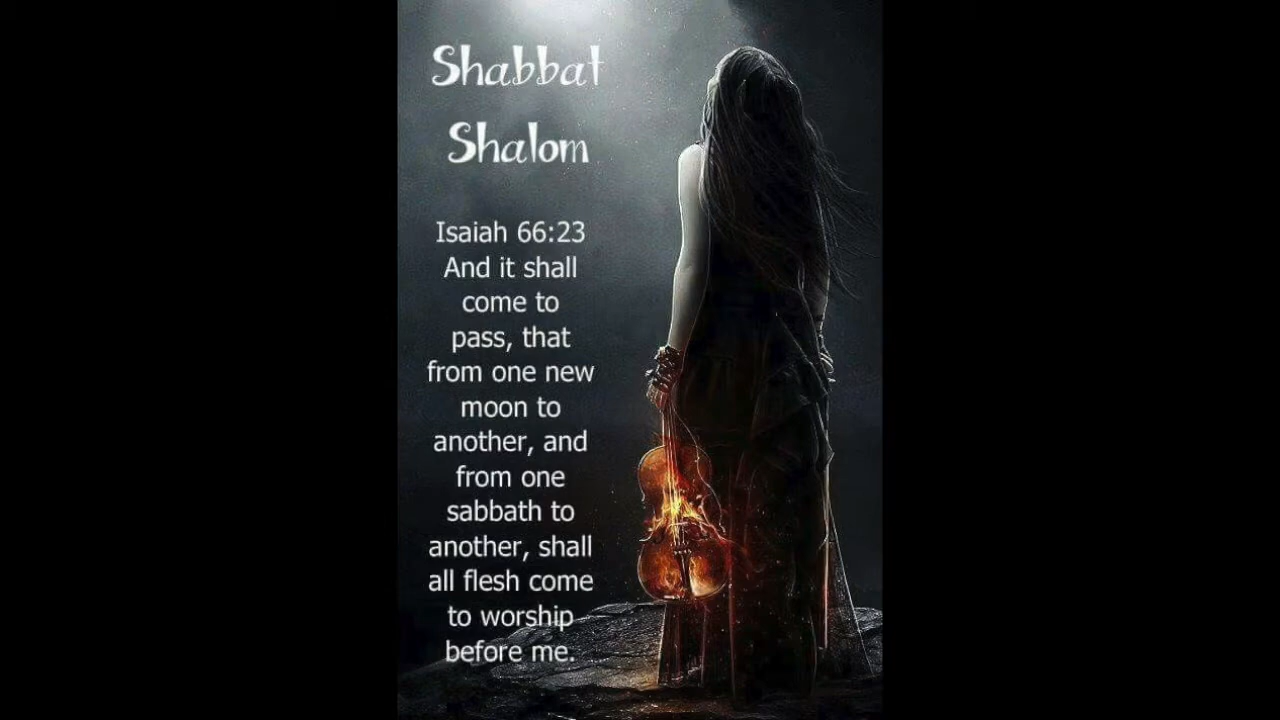 Shabbat
Shalom
Isaiah 66:23
And it shall
come to
pass, that
from one new
moon to
another, and
from one
sabbath to
another, shall
all flesh come
to worship
before me.